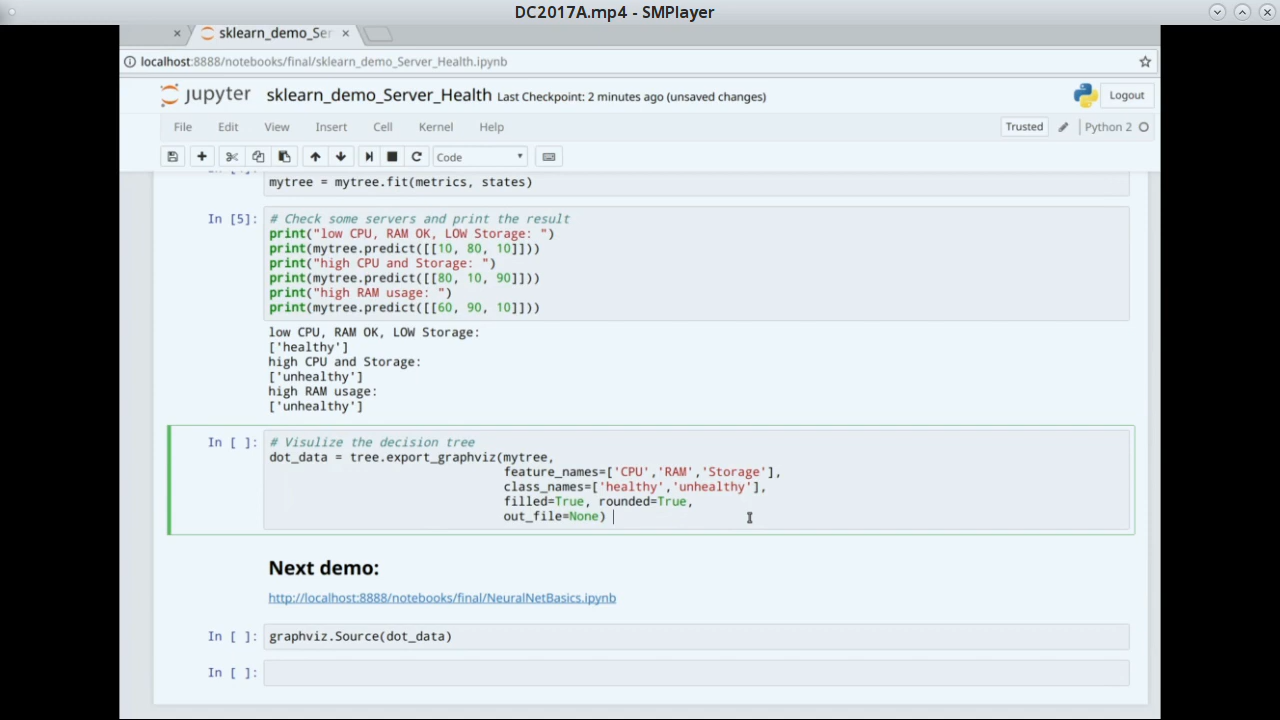 DC2017A.mp4 - SMPlayer
sklearn_demo_Ser
localhost:8888/notebooks/final/sklearn_demo_Server_Health.ipynb
jupyter sklearn_demo_Server_Health Last Checkpoint: 2 minutes ago (unsaved changes) Logout
File Edit View Insert Cell Kernel Help Trusted Python 2
Code
mytree = mytree.fit(metrics, states)
In [5]: # Check some servers and print the result
print("low CPU, RAM OK, LOW Storage: ")
print(mytree.predict([[10, 80, 10]]))
print("high CPU and Storage: ")
print(mytree.predict([[80, 10, 90]]))
print("high RAM usage: ")
print(mytree.predict([[60, 90, 10]]))
low CPU, RAM OK, LOW Storage:
['healthy']
high CPU and Storage:
['unhealthy']
high RAM usage:
['unhealthy']
In [ ]: # Visulize the decision tree
dot_data = tree.export_graphviz(mytree,
feature_names=['CPU','RAM','Storage'],
class_names=['healthy','unhealthy'],
filled=True, rounded=True,
out_file=None)
Next demo:
http://localhost:8888/notebooks/final/NeuralNetBasics.ipynb
In [ ]: graphviz.Source(dot_data)
In [ ]: